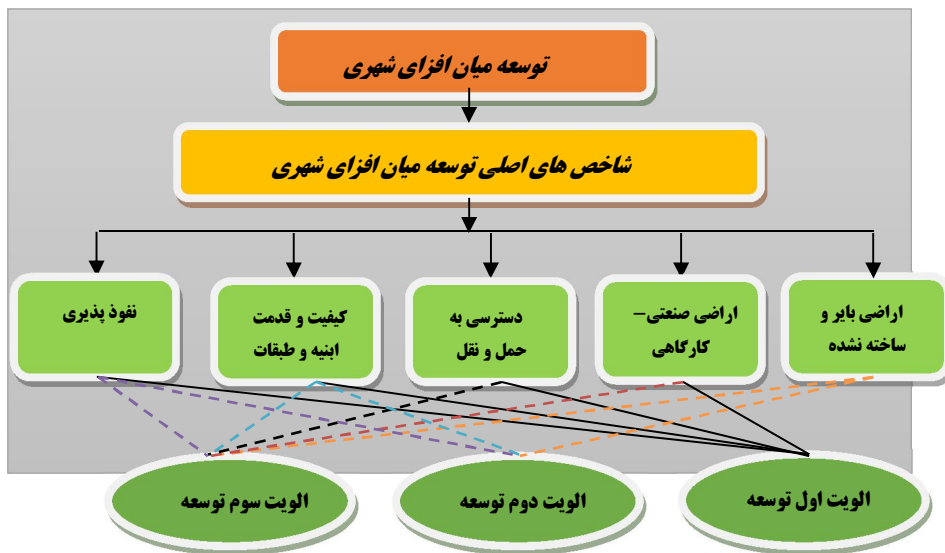 توسعه میان افزای شهری
شاخص های اصلی توسعه میان افزای شهری
اراضی بایر و
ساخته نشده
اراضی صنعتی–
کارگاهی
دسترسی به
حمل و نقل
کیفیت و قدمت
ابنیه و طبقات
نفوذ پذیری
الویت اول توسعه
الویت دوم توسعه
الویت سوم توسعه